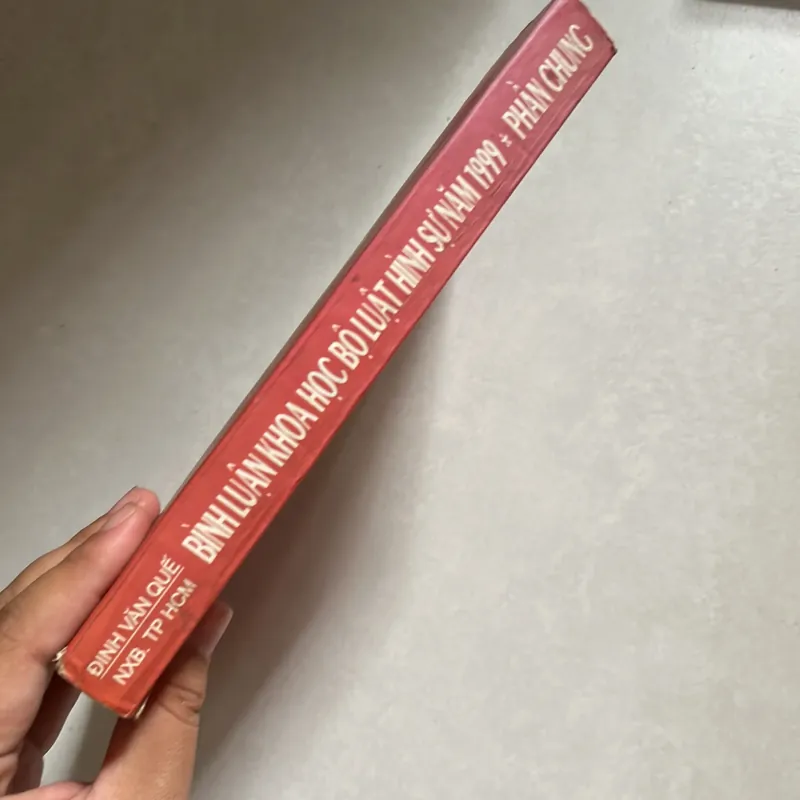 ĐINH VĂN QUẾ
NXB. TP HCM
BÌNH LUẬN KHOA HỌC BỘ LUẬT HÌNH SỰ NĂM 1999 * PHẦN CHUNG